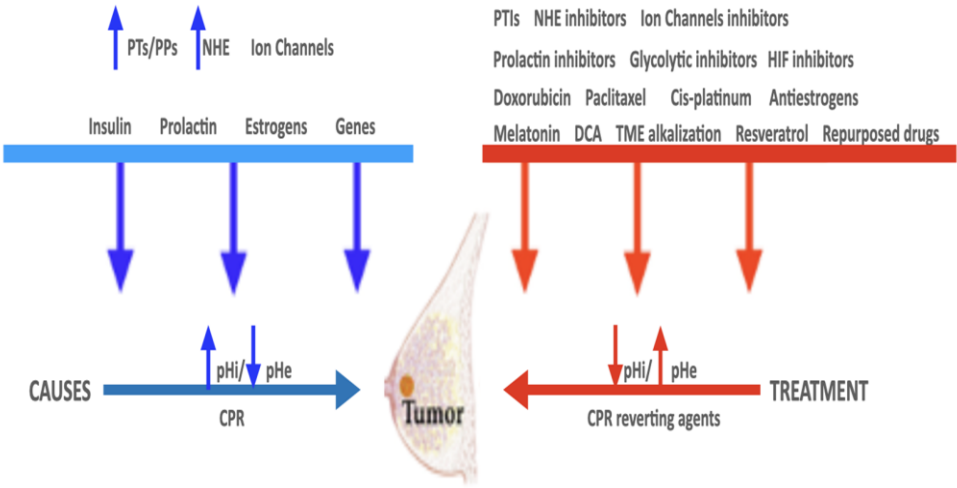 PTs/PPs NHE Ion Channels
Insulin Prolactin Estrogens Genes
PTIs NHE inhibitors Ion Channels inhibitors
Prolactin inhibitors Glycolytic inhibitors HIF inhibitors
Doxorubicin Paclitaxel Cis-platinum Antiestrogens
Melatonin DCA TME alkalization Resveratrol Repurposed drugs
CAUSES
pHi/ pHe
CPR
Tumor
pHi/ pHe
CPR reverting agents
TREATMENT